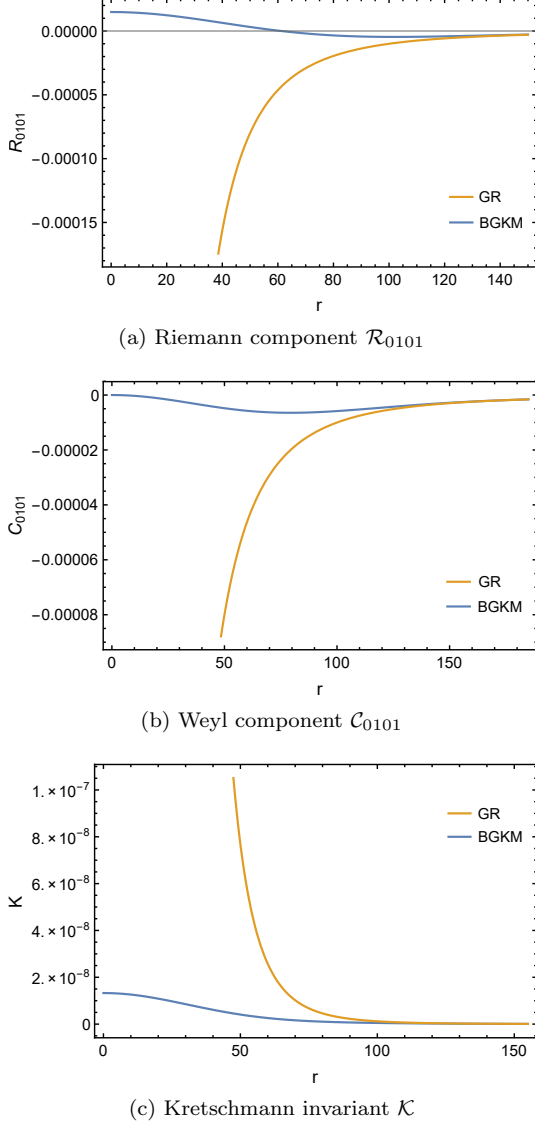 0.00000
−0.00005
−0.00010
−0.00015
R0101
GR
BGKM
0 20 40 60 80 100 120 140
r
(a) Riemann component ℛ0101
0
−0.00002
−0.00004
−0.00006
−0.00008
C0101
GR
BGKM
0 50 100 150
r
(b) Weyl component 𝒞0101
1.×10⁻⁷
8.×10⁻⁸
6.×10⁻⁸
4.×10⁻⁸
2.×10⁻⁸
0
K
GR
BGKM
0 50 100 150
r
(c) Kretschmann invariant 𝒦